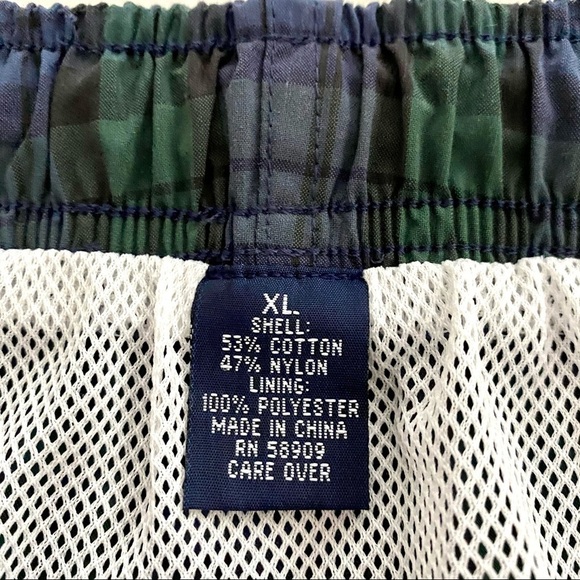 XL
SHELL:
53% COTTON
47% NYLON
LINING:
100% POLYESTER
MADE IN CHINA
RN 58909
CARE OVER